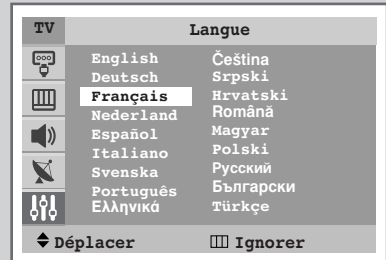 TV Langue
English
Deutsch
Français
Nederland
Español
Italiano
Svenska
Português
Ελληνικά
Čeština
Srpski
Hrvatski
Română
Magyar
Polski
Русский
Български
Türkçe
Déplacer Ignorer